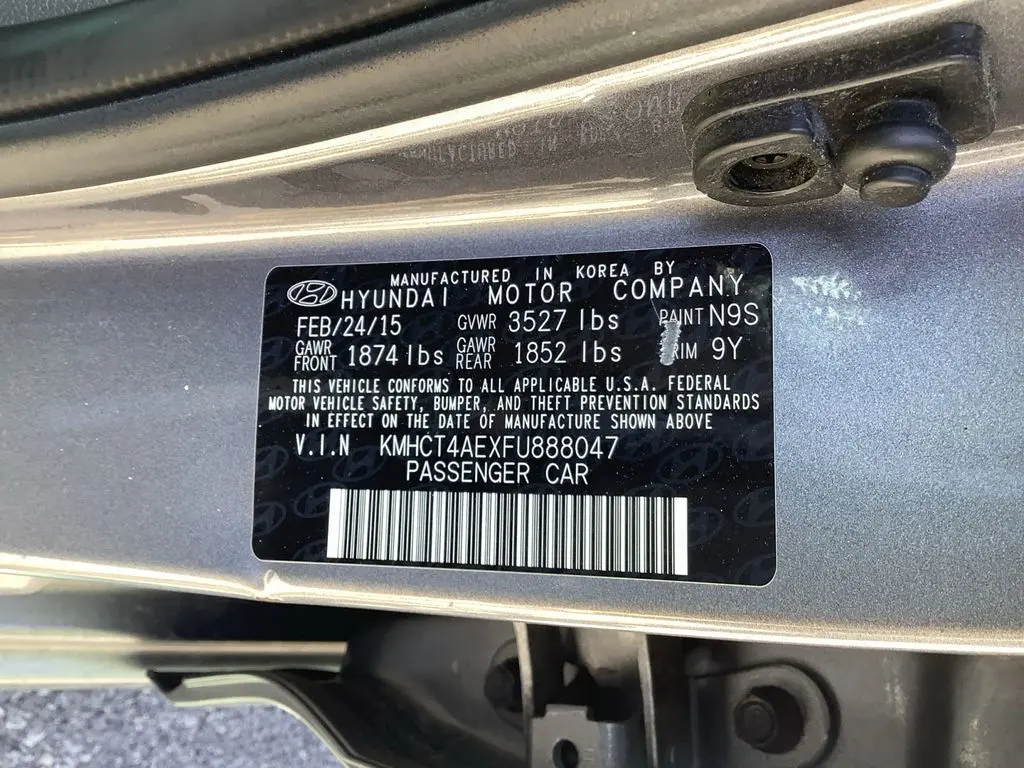 MANUFACTURED IN KOREA BY
HYUNDAI MOTOR COMPANY
FEB/24/15 GVWR 3527 lbs PAINT N9S
GAWR FRONT 1874 lbs GAWR REAR 1852 lbs RIM 9Y
THIS VEHICLE CONFORMS TO ALL APPLICABLE U.S.A. FEDERAL
MOTOR VEHICLE SAFETY, BUMPER, AND THEFT PREVENTION STANDARDS
IN EFFECT ON THE DATE OF MANUFACTURE SHOWN ABOVE
V.I.N KMHCT4AEXFU888047
PASSENGER CAR